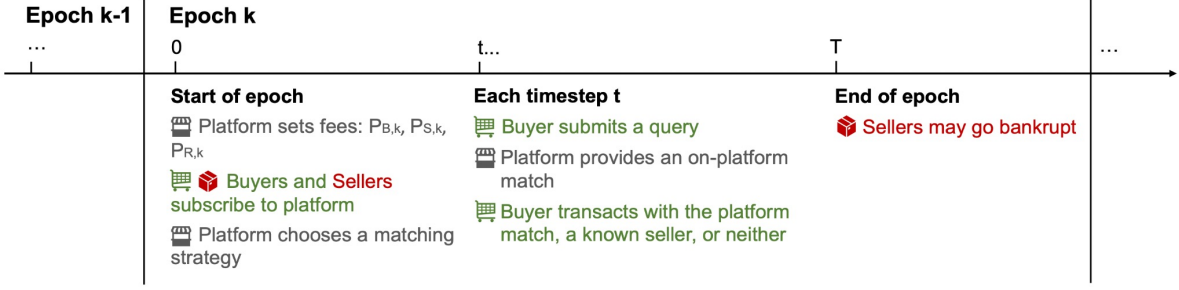 Epoch k-1
Epoch k
...
0
t...
T
...
Start of epoch
Platform sets fees: PB,k, PS,k,
PR,k
Buyers and Sellers
subscribe to platform
Platform chooses a matching
strategy
Each timestep t
Buyer submits a query
Platform provides an on-platform
match
Buyer transacts with the platform
match, a known seller, or neither
End of epoch
Sellers may go bankrupt